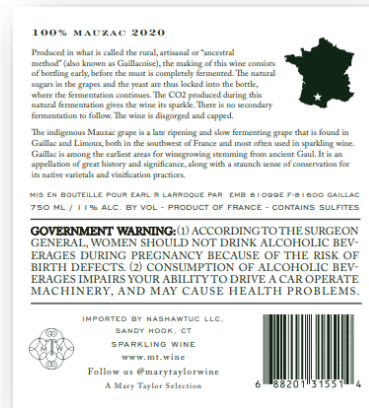 100% MAUZAC 2020
Produced in what is called the rural, artisanal or "ancestral
method" (also known as Gaillacoise), the making of this wine consists
of bottling early, before the must is completely fermented. The natural
sugars in the grapes and the yeast are thus locked into the bottle,
where the fermentation continues. The CO2 produced during this
natural fermentation gives the wine its sparkle. There is no secondary
fermentation to follow. The wine is disgorged and capped.
The indigenous Mauzac grape is a late ripening and slow fermenting grape that is found in
Gaillac and Limoux, both in the southwest of France and most often used in sparkling wine.
Gaillac is among the earliest areas for winegrowing stemming from ancient Gaul. It is an
appellation of great history and significance, along with a staunch sense of conservation for
its native varietals and vinification practices.
MIS EN BOUTEILLE POUR EARL R LARROQUE PAR EMB 81099E F-81600 GAILLAC
750 ML / 11% ALC. BY VOL - PRODUCT OF FRANCE - CONTAINS SULFITES
GOVERNMENT WARNING: (1) ACCORDING TO THE SURGEON
GENERAL, WOMEN SHOULD NOT DRINK ALCOHOLIC BEV-
ERAGES DURING PREGNANCY BECAUSE OF THE RISK OF
BIRTH DEFECTS. (2) CONSUMPTION OF ALCOHOLIC BEV-
ERAGES IMPAIRS YOUR ABILITY TO DRIVE A CAR OPERATE
MACHINERY, AND MAY CAUSE HEALTH PROBLEMS.
IMPORTED BY NASHAWTUC LLC,
SANDY HOOK, CT
SPARKLING WINE
www.mt.wine
Follow us @marytaylorwine
A Mary Taylor Selection
M T W
6 88201 31551 4